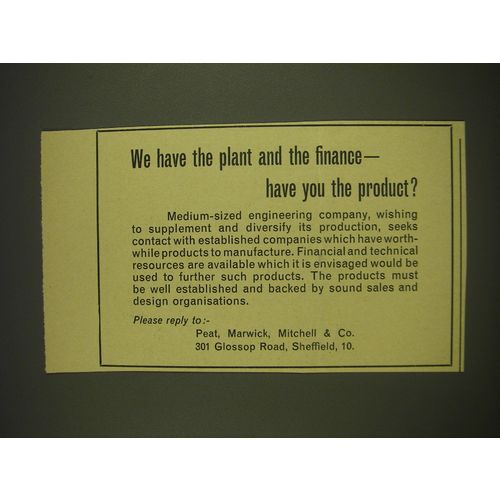 We have the plant and the finance—
have you the product?
Medium-sized engineering company, wishing
to supplement and diversify its production, seeks
contact with established companies which have worth-
while products to manufacture. Financial and technical
resources are available which it is envisaged would be
used to further such products. The products must
be well established and backed by sound sales and
design organisations.
Please reply to :-
Peat, Marwick, Mitchell & Co.
301 Glossop Road, Sheffield, 10.